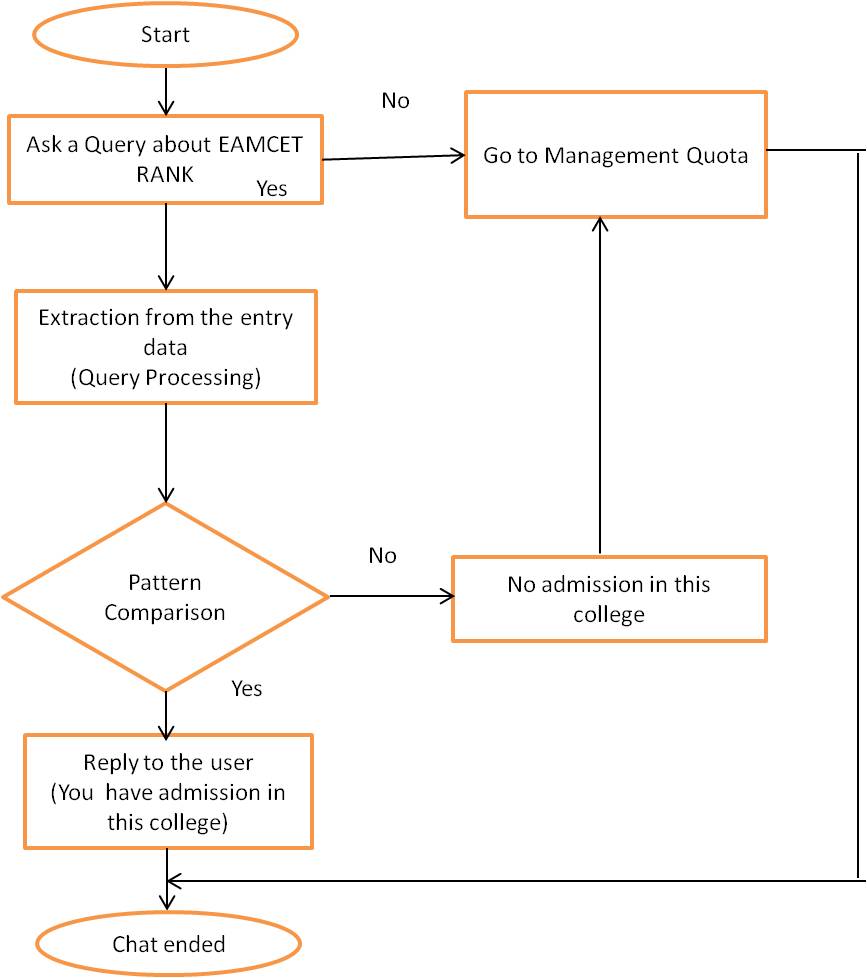 Start
No
Ask a Query about EAMCET
RANK
Yes
Go to Management Quota
Extraction from the entry
data
(Query Processing)
Pattern
Comparison
No
No admission in this
college
Yes
Reply to the user
(You have admission in
this college)
Chat ended